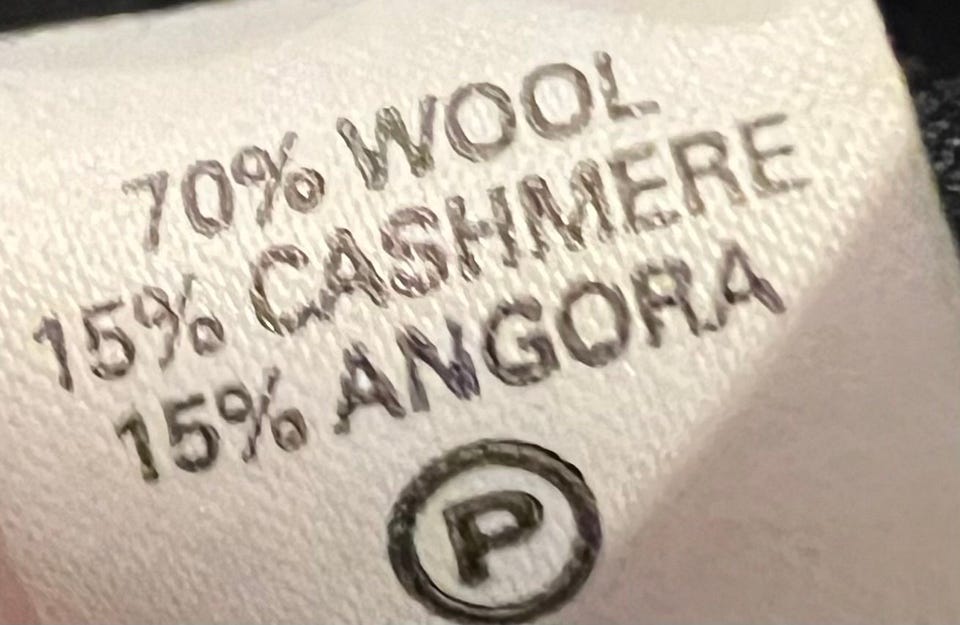 70% WOOL
15% CASHMERE
15% ANGORA
P